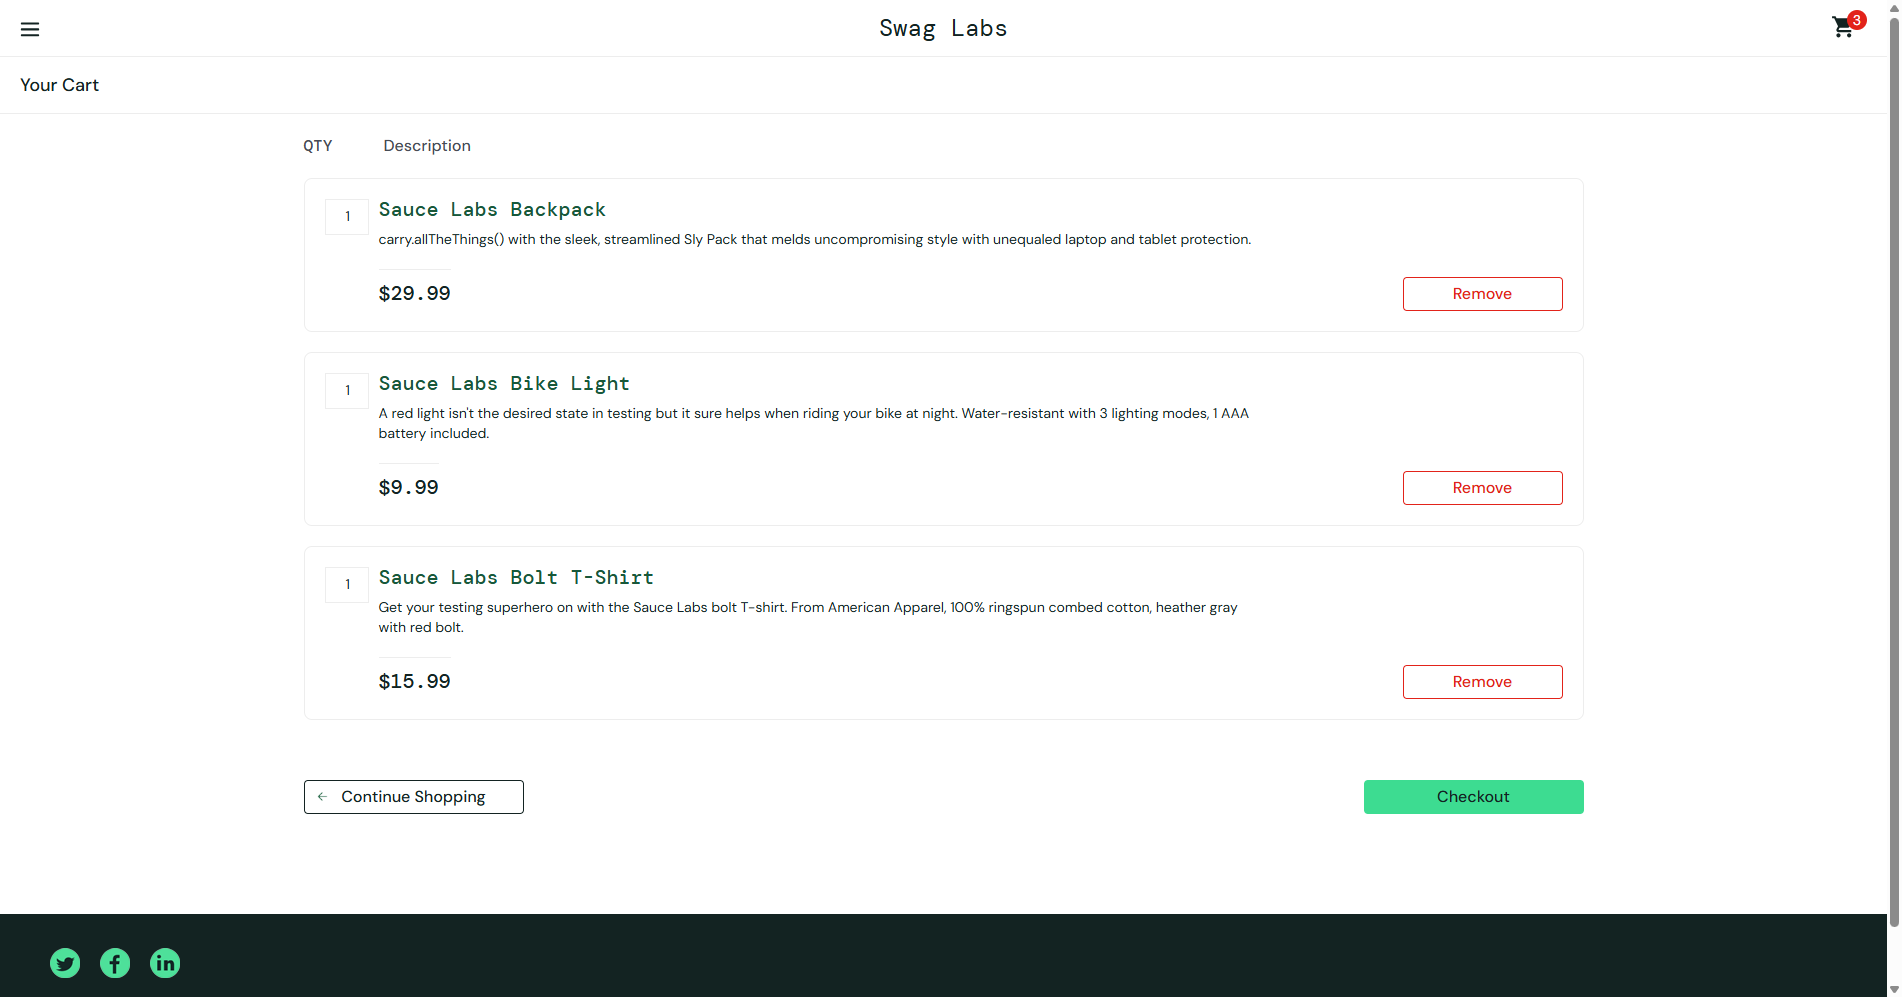 Swag Labs
3
Your Cart
QTY
Description
1
Sauce Labs Backpack
carry.allTheThings() with the sleek, streamlined Sly Pack that melds uncompromising style with unequaled laptop and tablet protection.
$29.99
Remove
1
Sauce Labs Bike Light
A red light isn't the desired state in testing but it sure helps when riding your bike at night. Water-resistant with 3 lighting modes, 1 AAA
battery included.
$9.99
Remove
1
Sauce Labs Bolt T-Shirt
Get your testing superhero on with the Sauce Labs bolt T-shirt. From American Apparel, 100% ringspun combed cotton, heather gray
with red bolt.
$15.99
Remove
Continue Shopping
Checkout